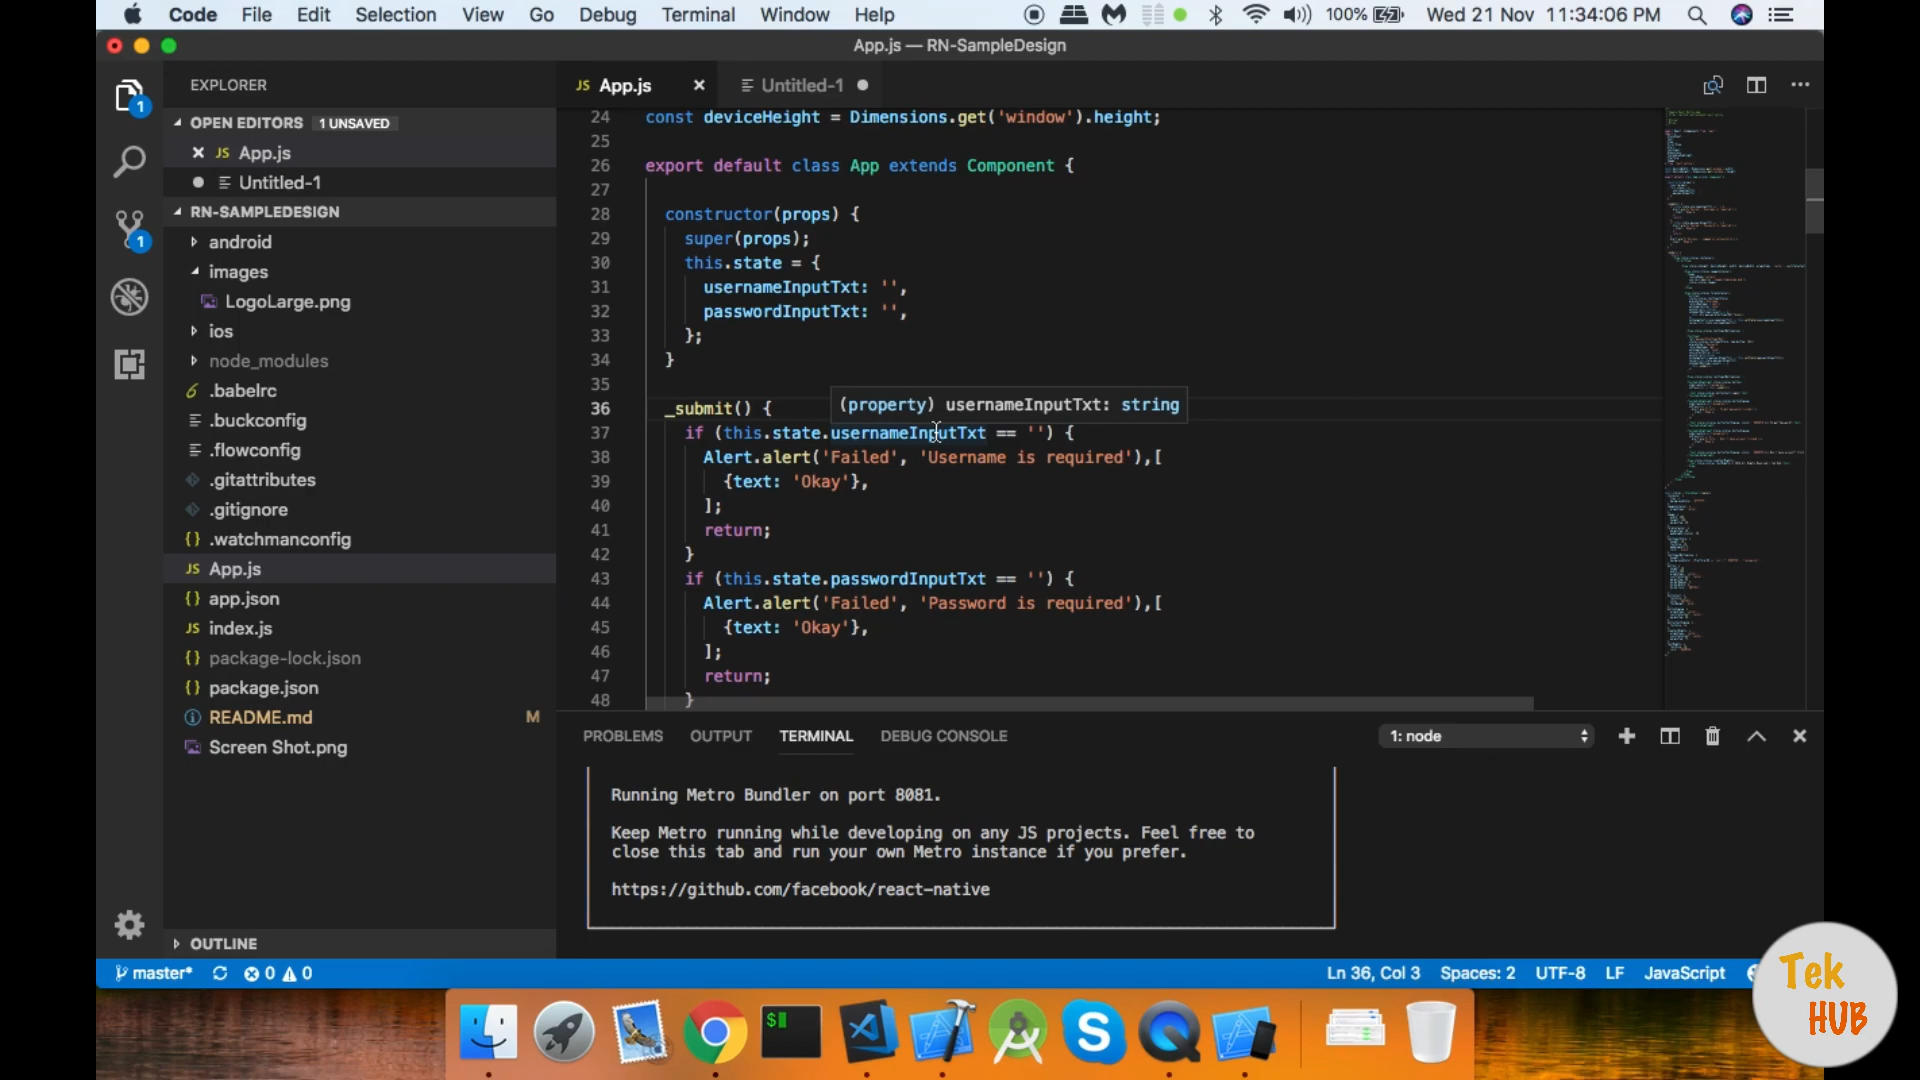 Code File Edit Selection View Go Debug Terminal Window Help 100% Wed 21 Nov 11:34:06 PM
App.js — RN-SampleDesign
EXPLORER
OPEN EDITORS 1 UNSAVED
JS App.js
Untitled-1
RN-SAMPLEDESIGN
android
images
LogoLarge.png
ios
node_modules
.babelrc
.buckconfig
.flowconfig
.gitattributes
.gitignore
{} .watchmanconfig
JS App.js
{} app.json
JS index.js
{} package-lock.json
{} package.json
README.md M
Screen Shot.png
OUTLINE
JS App.js Untitled-1
24 const deviceHeight = Dimensions.get('window').height;
25
26 export default class App extends Component {
27
28 constructor(props) {
29 super(props);
30 this.state = {
31 usernameInputTxt: '',
32 passwordInputTxt: '',
33 };
34 }
35
(property) usernameInputTxt: string
36 _submit() {
37 if (this.state.usernameInputTxt == '') {
38 Alert.alert('Failed', 'Username is required'),[
39 {text: 'Okay'},
40 ];
41 return;
42 }
43 if (this.state.passwordInputTxt == '') {
44 Alert.alert('Failed', 'Password is required'),[
45 {text: 'Okay'},
46 ];
47 return;
48 }
PROBLEMS OUTPUT TERMINAL DEBUG CONSOLE 1: node
Running Metro Bundler on port 8081.
Keep Metro running while developing on any JS projects. Feel free to
close this tab and run your own Metro instance if you prefer.
https://github.com/facebook/react-native
master* 0 0 Ln 36, Col 3 Spaces: 2 UTF-8 LF JavaScript
1
1
Tek
HUB